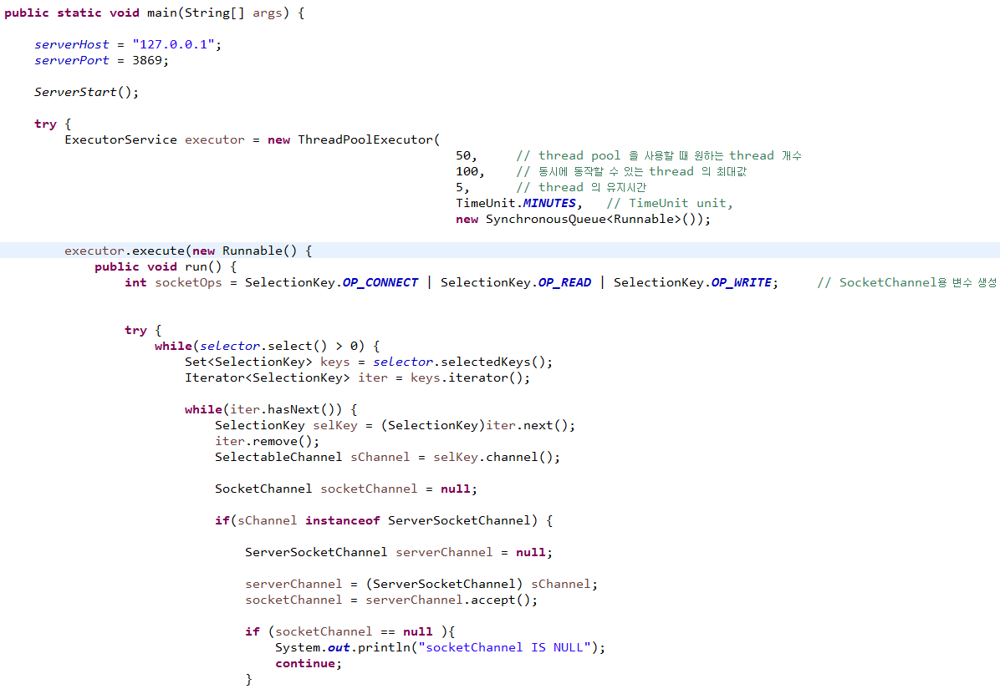 public static void main(String[] args) {
serverHost = "127.0.0.1";
serverPort = 3869;
ServerStart();
try {
ExecutorService executor = new ThreadPoolExecutor(
50, // thread pool 을 사용할 때 원하는 thread 개수
100, // 동시에 동작할 수 있는 thread 의 최대값
5, // thread 의 유지시간
TimeUnit.MINUTES, // TimeUnit unit,
new SynchronousQueue<Runnable>());
executor.execute(new Runnable() {
public void run() {
int socketOps = SelectionKey.OP_CONNECT | SelectionKey.OP_READ | SelectionKey.OP_WRITE; // SocketChannel용 변수 생성
try {
while(selector.select() > 0) {
Set<SelectionKey> keys = selector.selectedKeys();
Iterator<SelectionKey> iter = keys.iterator();
while(iter.hasNext()) {
SelectionKey selKey = (SelectionKey)iter.next();
iter.remove();
SelectableChannel sChannel = selKey.channel();
SocketChannel socketChannel = null;
if(sChannel instanceof ServerSocketChannel) {
ServerSocketChannel serverChannel = null;
serverChannel = (ServerSocketChannel) sChannel;
socketChannel = serverChannel.accept();
if (socketChannel == null ){
System.out.println("socketChannel IS NULL");
continue;
}